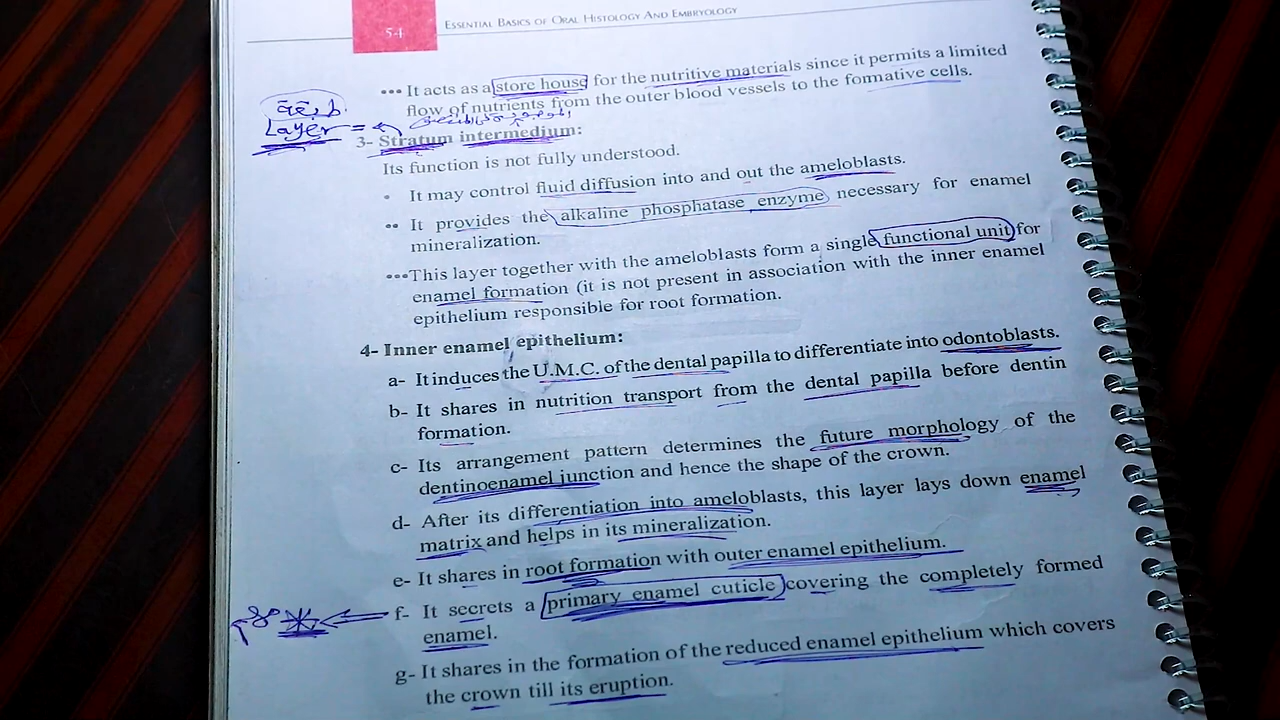 54
ESSENTIAL BASICS OF ORAL HISTOLOGY AND EMBRYOLOGY
••• It acts as a store house for the nutritive materials since it permits a limited
flow of nutrients from the outer blood vessels to the formative cells.
Layer =
3- Stratum intermedium:
Its function is not fully understood.
• It may control fluid diffusion into and out the ameloblasts.
•• It provides the alkaline phosphatase enzyme necessary for enamel
mineralization.
•••This layer together with the ameloblasts form a single functional unit for
enamel formation (it is not present in association with the inner enamel
epithelium responsible for root formation.
4- Inner enamel epithelium:
a- It induces the U.M.C. of the dental papilla to differentiate into odontoblasts.
b- It shares in nutrition transport from the dental papilla before dentin
formation.
c- Its arrangement pattern determines the future morphology of the
dentinoenamel junction and hence the shape of the crown.
d- After its differentiation into ameloblasts, this layer lays down enamel
matrix and helps in its mineralization.
e- It shares in root formation with outer enamel epithelium.
f- It secrets a primary enamel cuticle covering the completely formed
enamel.
g- It shares in the formation of the reduced enamel epithelium which covers
the crown till its eruption.